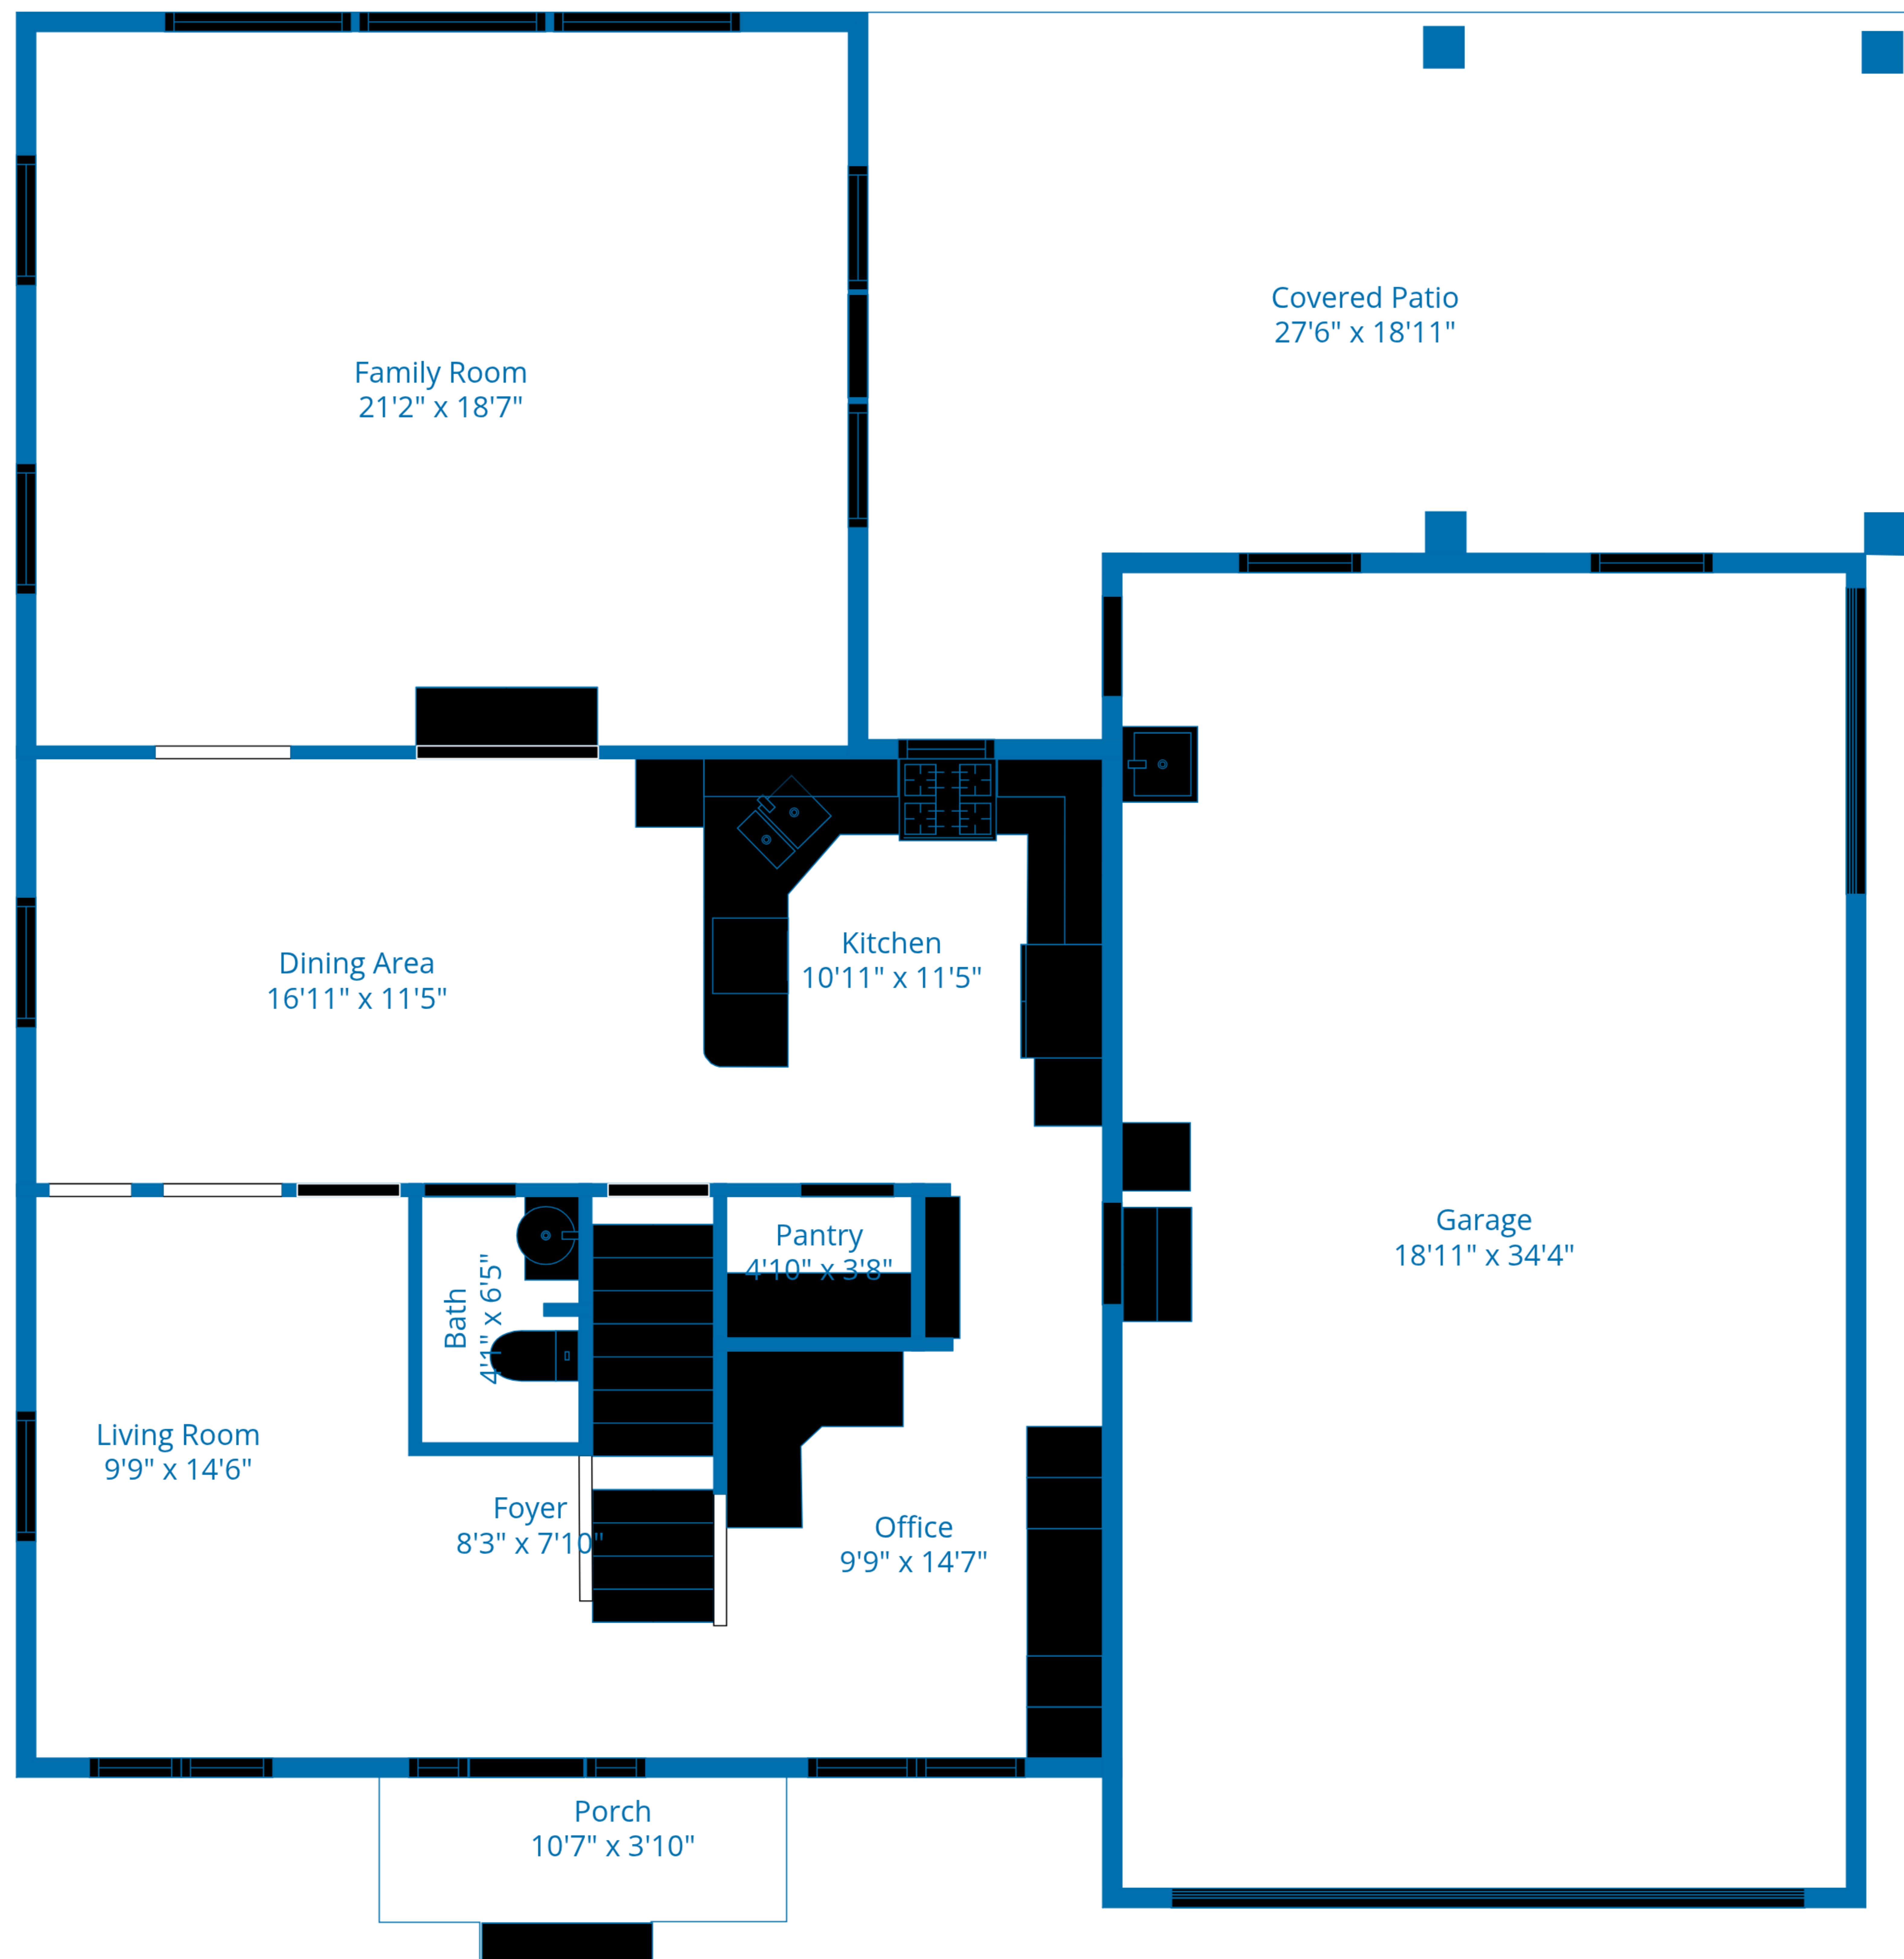 Covered Patio
27'6" x 18'11"
Family Room
21'2" x 18'7"
Kitchen
10'11" x 11'5"
Dining Area
16'11" x 11'5"
Pantry
4'10" x 3'8"
Garage
18'11" x 34'4"
Bath
4'1" x 6'5"
Living Room
9'9" x 14'6"
Foyer
8'3" x 7'10"
Office
9'9" x 14'7"
Porch
10'7" x 3'10"